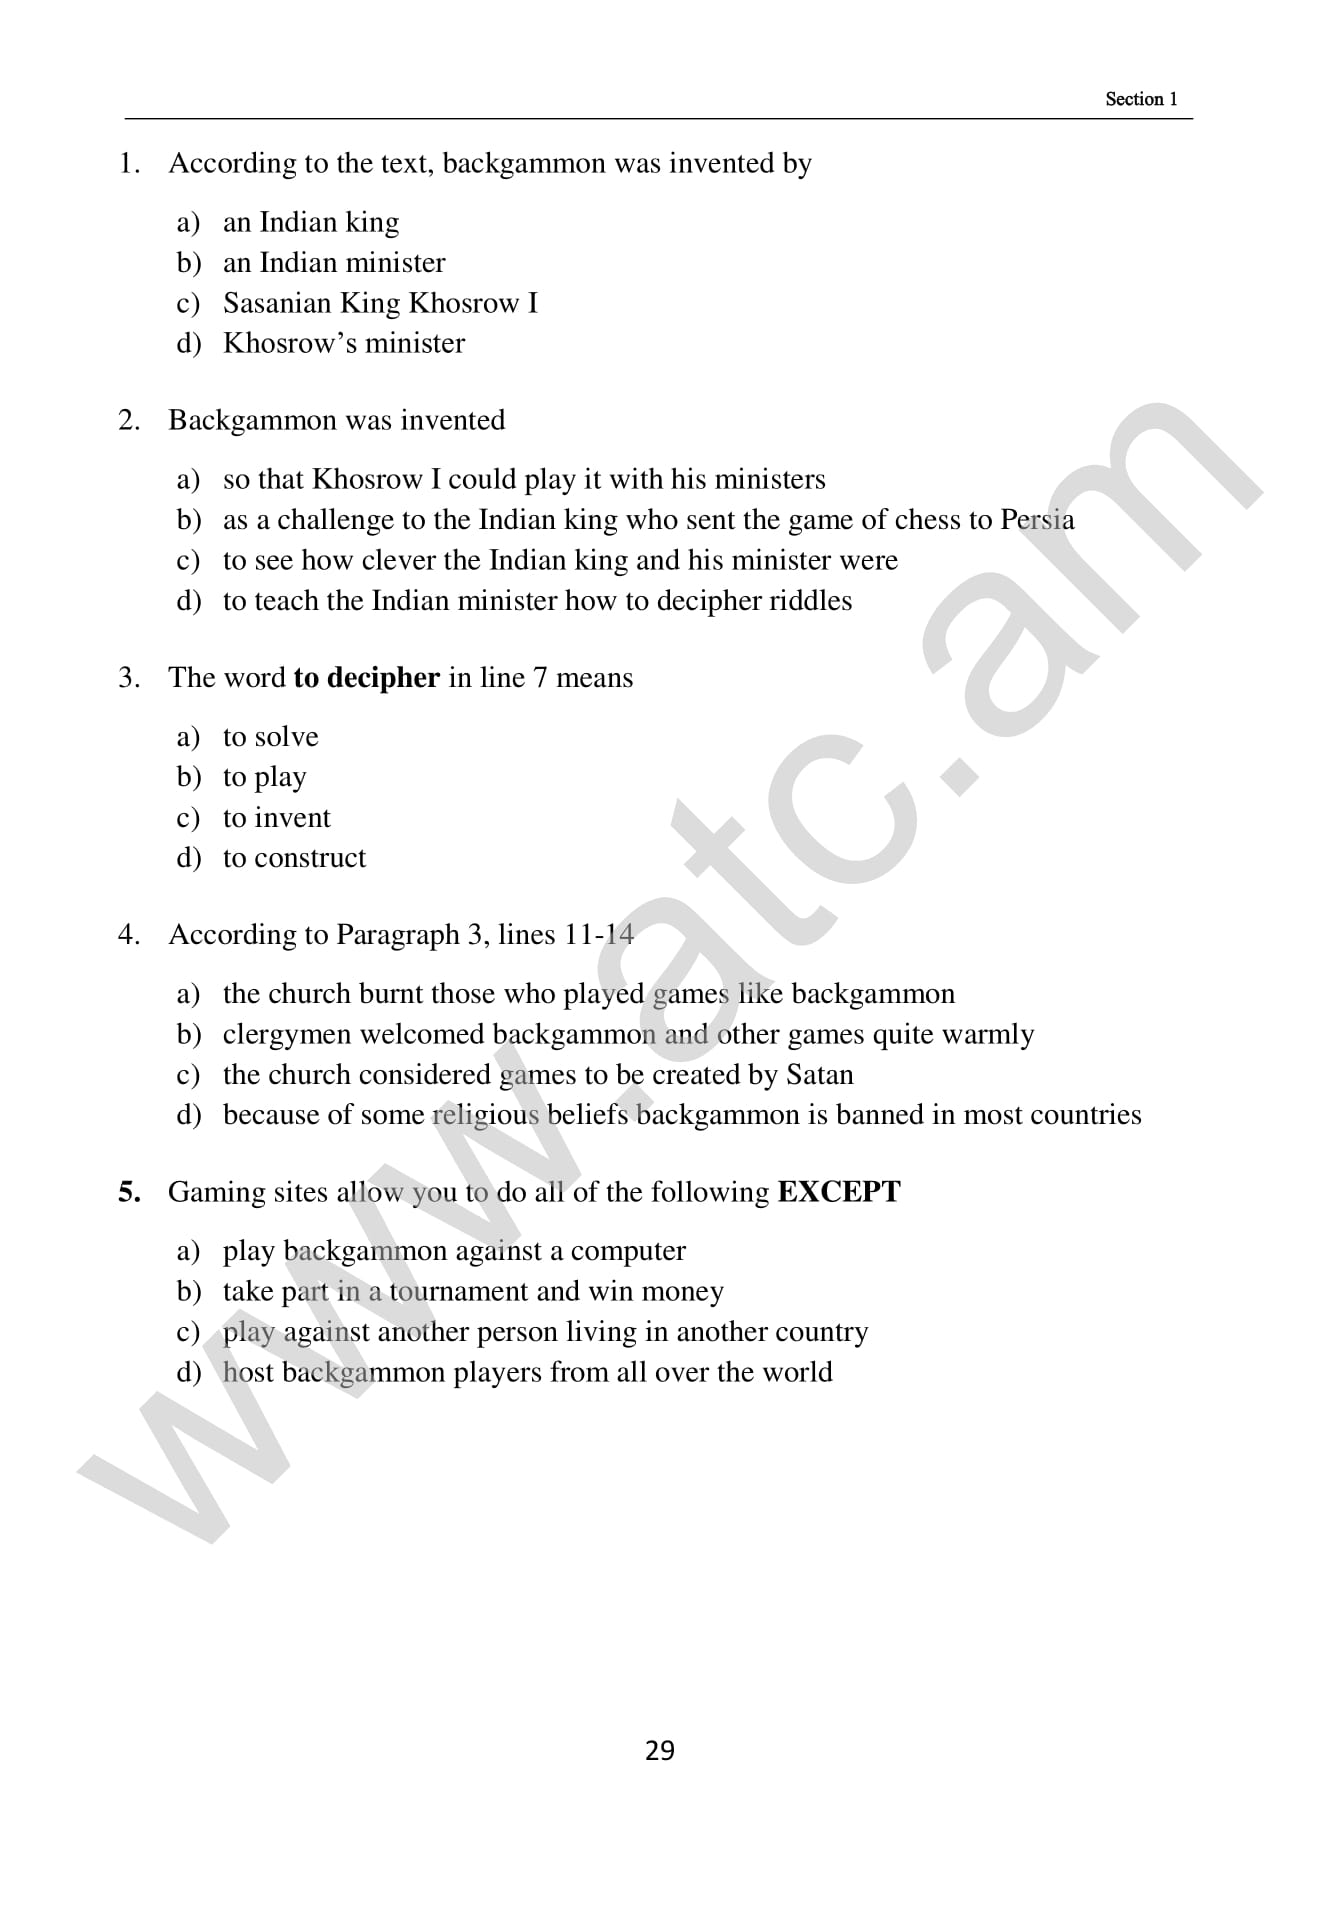 Section 1
1. According to the text, backgammon was invented by
a) an Indian king
b) an Indian minister
c) Sasanian King Khosrow I
d) Khosrow’s minister
2. Backgammon was invented
a) so that Khosrow I could play it with his ministers
b) as a challenge to the Indian king who sent the game of chess to Persia
c) to see how clever the Indian king and his minister were
d) to teach the Indian minister how to decipher riddles
3. The word to decipher in line 7 means
a) to solve
b) to play
c) to invent
d) to construct
4. According to Paragraph 3, lines 11-14
a) the church burnt those who played games like backgammon
b) clergymen welcomed backgammon and other games quite warmly
c) the church considered games to be created by Satan
d) because of some religious beliefs backgammon is banned in most countries
5. Gaming sites allow you to do all of the following EXCEPT
a) play backgammon against a computer
b) take part in a tournament and win money
c) play against another person living in another country
d) host backgammon players from all over the world
29
www.atc.am